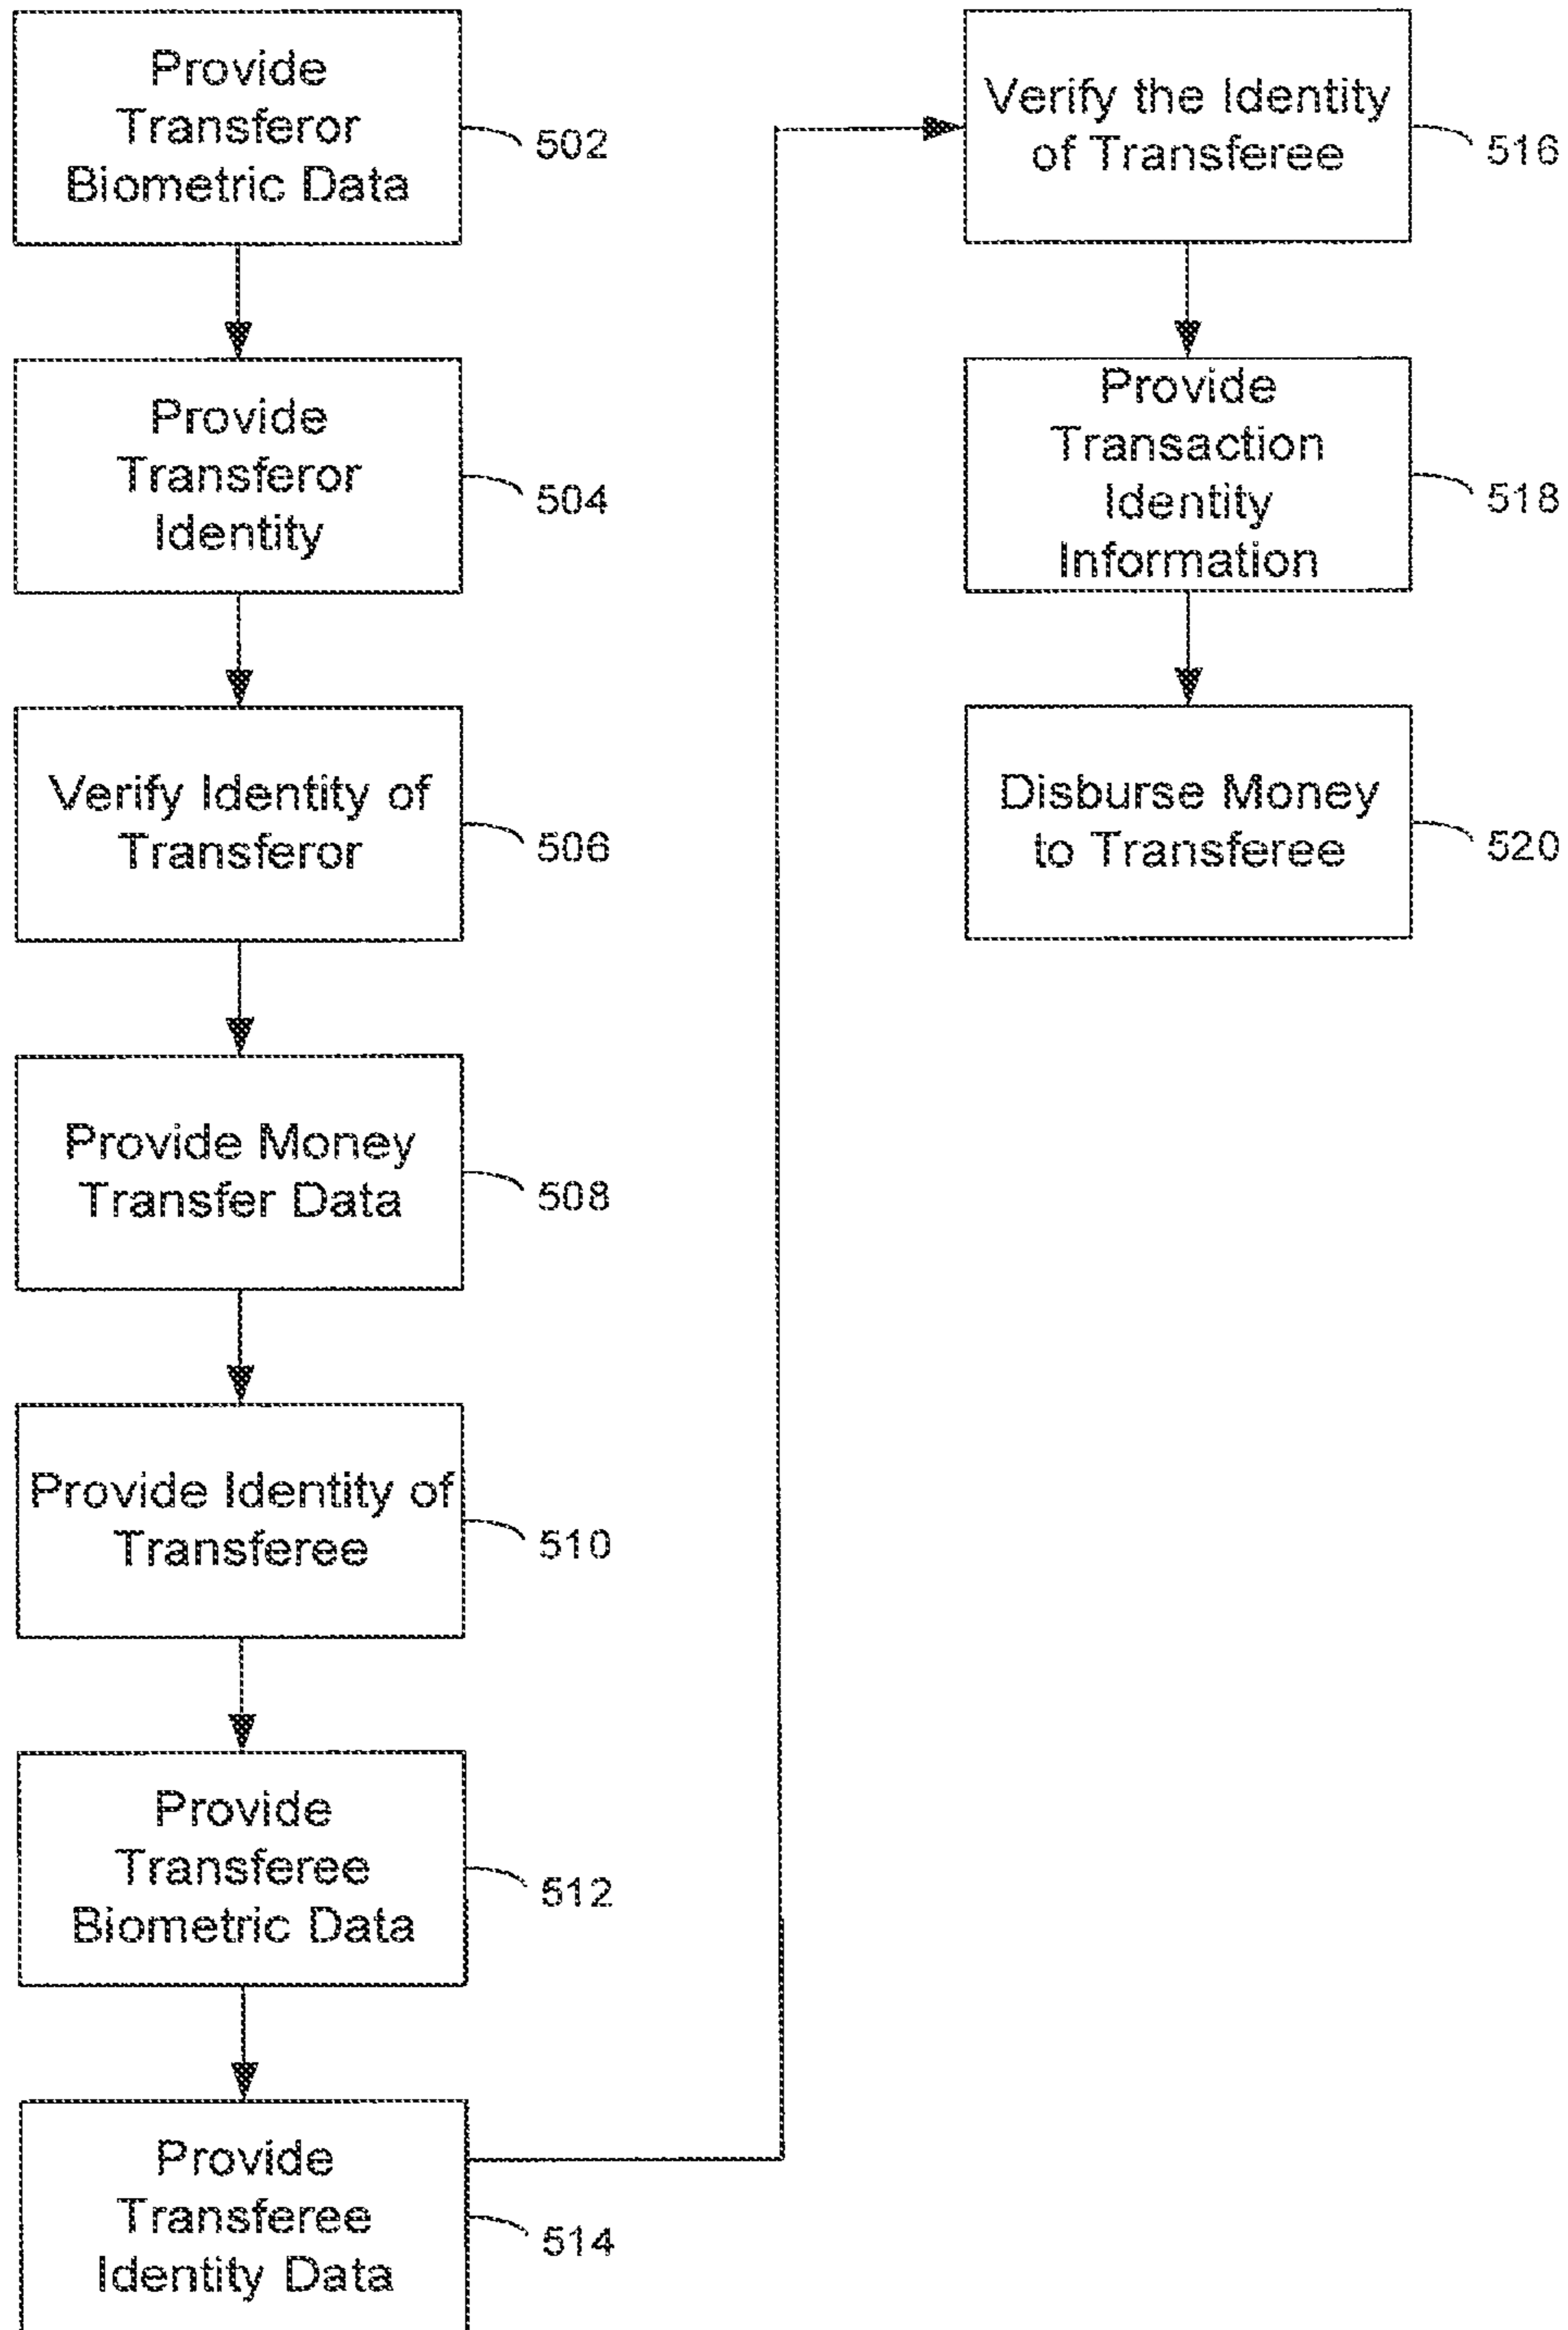 Provide
Transferor
Biometric Data
502
Provide
Transferor
Identity
504
Verify Identity of
Transferor
506
Provide Money
Transfer Data
508
Provide Identity of
Transferee
510
Provide
Transferee
Biometric Data
512
Provide
Transferee
Identity Data
514
Verify the Identity
of Transferee
516
Provide
Transaction
Identity
Information
518
Disburse Money
to Transferee
520